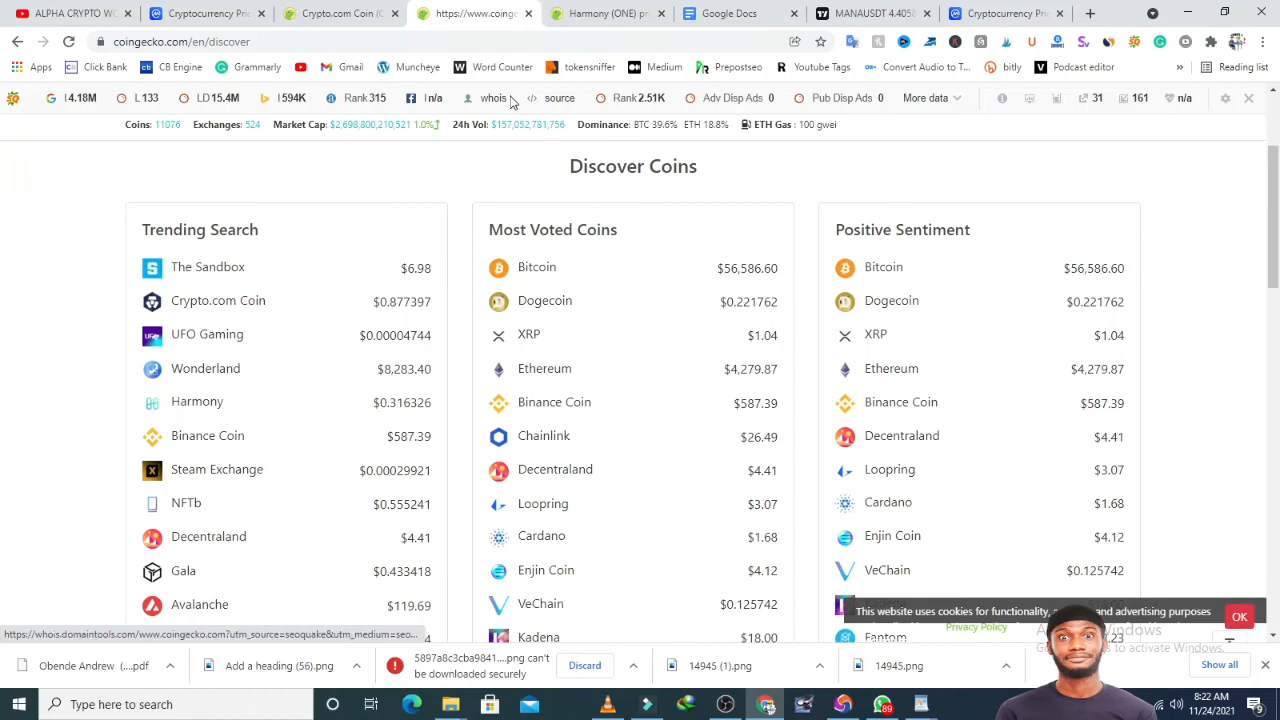 ALPHA CRYPTO WO
Cryptocurrency Pric
Crypto.com Coin (C
https://www.coinge
Harmony (ONE) pr
Google Docs
MANAUSDT 4.4058
Cryptocurrency Pric
coingecko.com/en/discover
Apps
Click Bank
CB Engine
Grammarly
Gmail
Muncheye
Word Counter
tokensniffer
Medium
Prepostseo
Youtube Tags
Convert Audio to T...
bitly
Podcast editor
»
Reading list
I 4.18M
L 133
LD 15.4M
I 594K
Rank 315
l n/a
whois
source
Rank 2.51K
Adv Disp Ads 0
Pub Disp Ads 0
More data
31
161
n/a
Coins: 11076 Exchanges: 524 Market Cap: $2,698,800,210,521 1.0% 24h Vol: $157,052,781,756 Dominance: BTC 39.6% ETH 18.8% ETH Gas : 100 gwei
Discover Coins
Trending Search
The Sandbox $6.98
Crypto.com Coin $0.877397
UFO Gaming $0.00004744
Wonderland $8,283.40
Harmony $0.316326
Binance Coin $587.39
Steam Exchange $0.00029921
NFTb $0.555241
Decentraland $4.41
Gala $0.433418
Avalanche $119.69
Most Voted Coins
Bitcoin $56,586.60
Dogecoin $0.221762
XRP $1.04
Ethereum $4,279.87
Binance Coin $587.39
Chainlink $26.49
Decentraland $4.41
Loopring $3.07
Cardano $1.68
Enjin Coin $4.12
VeChain $0.125742
Kadena $18.00
Positive Sentiment
Bitcoin $56,586.60
Dogecoin $0.221762
XRP $1.04
Ethereum $4,279.87
Binance Coin $587.39
Decentraland $4.41
Loopring $3.07
Cardano $1.68
Enjin Coin $4.12
VeChain $0.125742
Fantom
This website uses cookies for functionality, and advertising purposes
OK
Privacy Policy
https://whois.domaintools.com/www.coingecko.com?utm_source=seoquake&utm_medium=seo...
Obende Andrew (....pdf
Add a heading (56).png
5897a8c3cba9841....png can't
be downloaded securely
Discard
14945 (1).png
14945.png
Show all
Type here to search
89
8:22 AM
11/24/2021